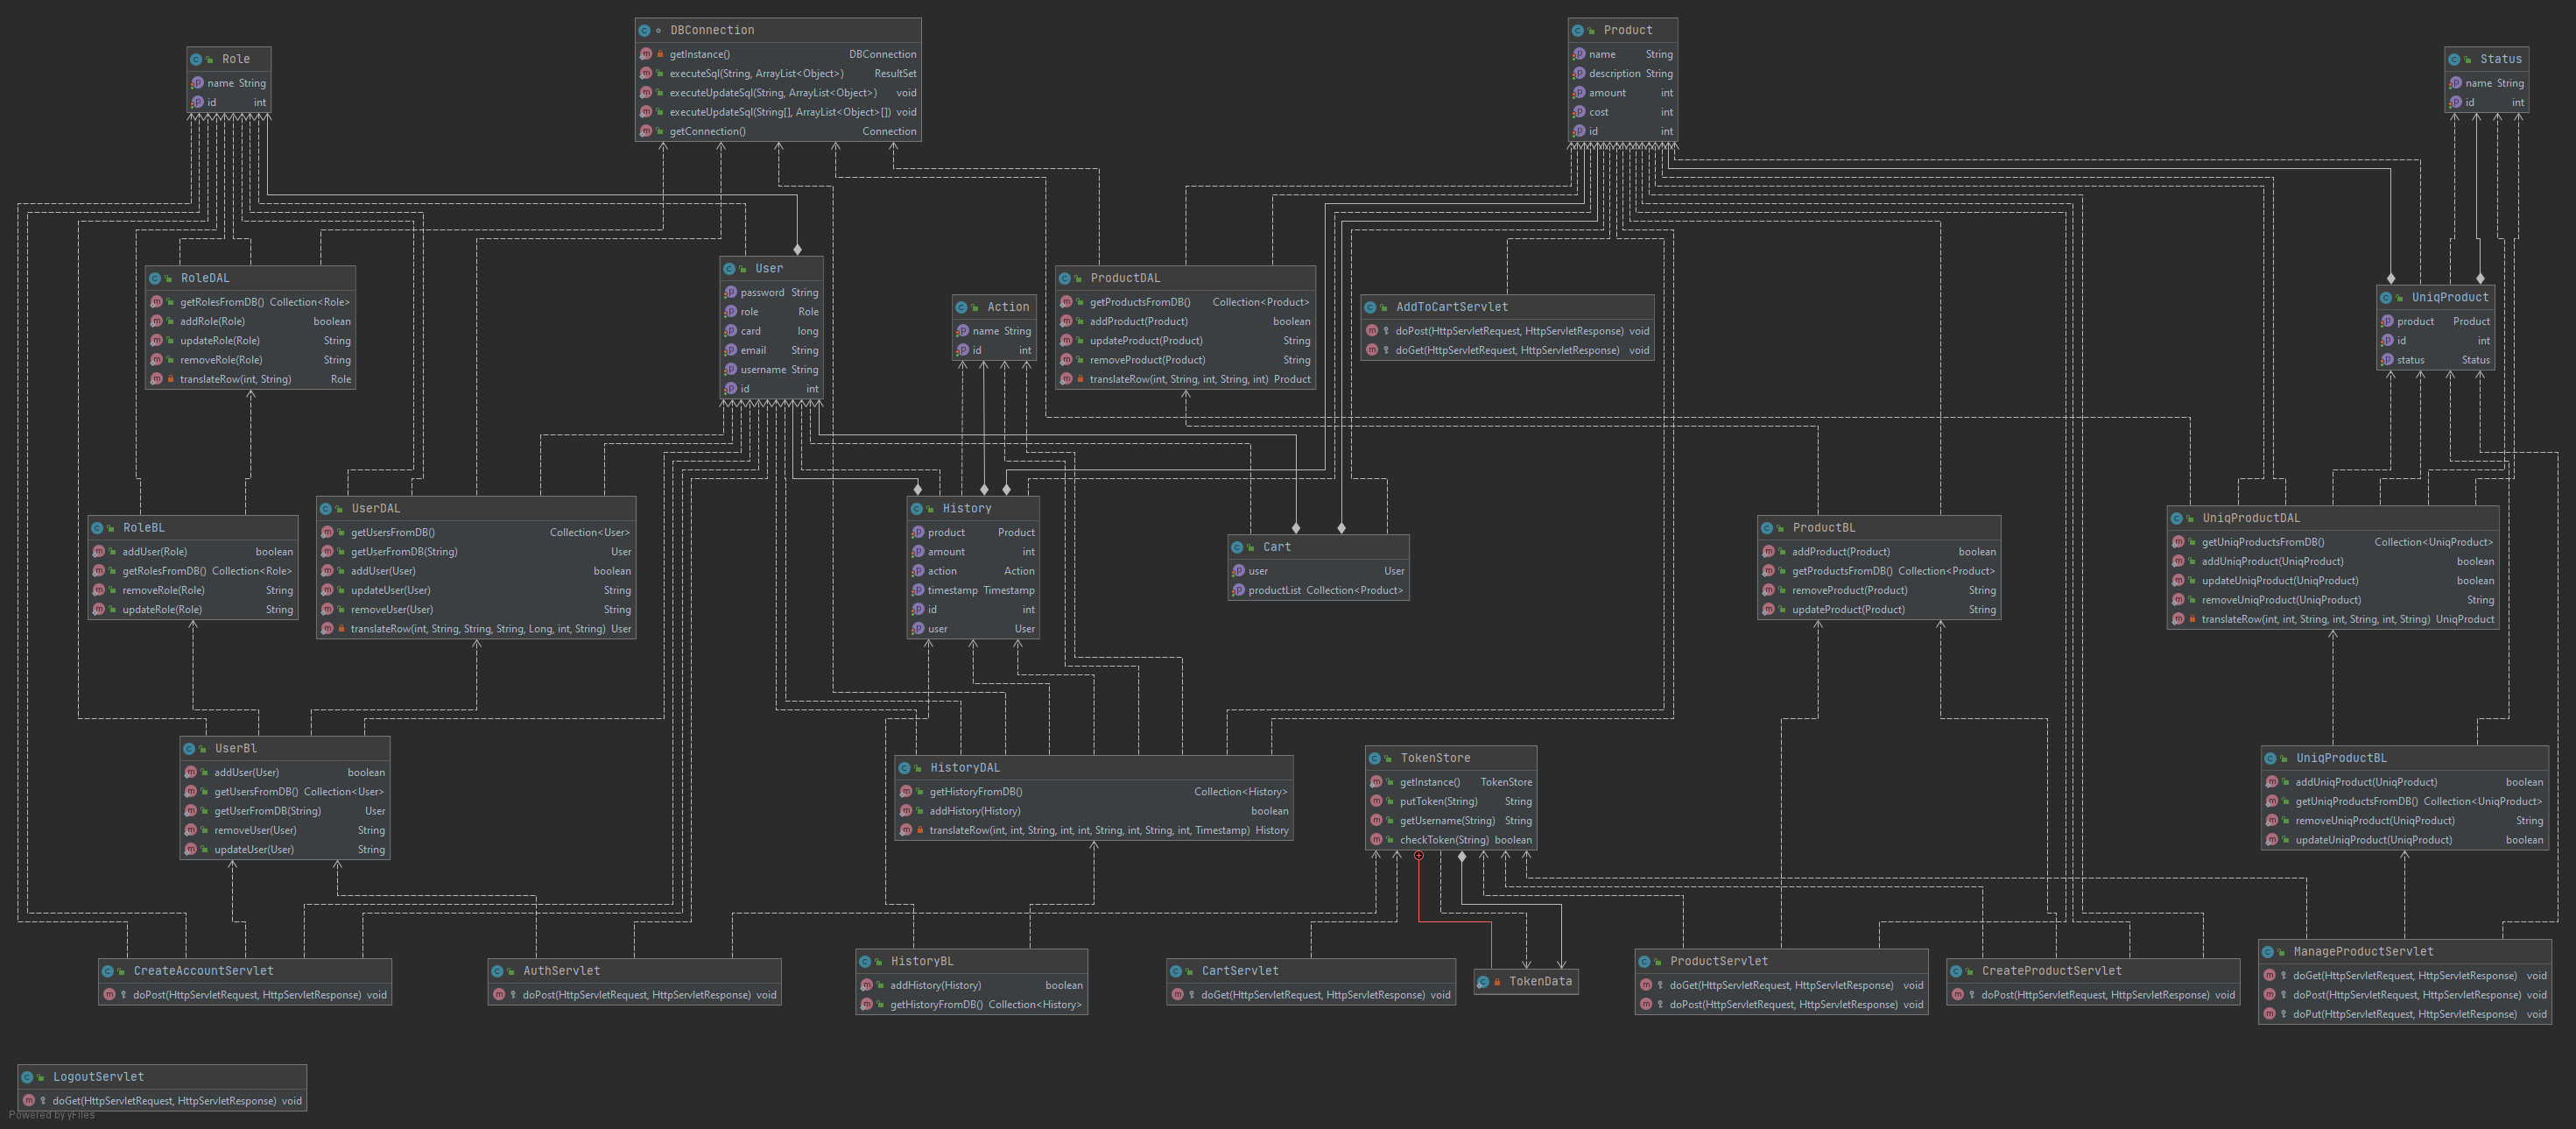 DBConnection
getInstance() DBConnection
executeSql(String, ArrayList<Object>) ResultSet
executeUpdateSql(String, ArrayList<Object>) void
executeUpdateSql(String[], ArrayList<Object>[]) void
getConnection() Connection
Product
name String
description String
amount int
cost int
id int
Role
name String
id int
Status
name String
id int
RoleDAL
getRolesFromDB() Collection<Role>
addRole(Role) boolean
updateRole(Role) String
removeRole(Role) String
translateRow(int, String) Role
User
password String
role Role
card long
email String
username String
id int
Action
name String
id int
ProductDAL
getProductsFromDB() Collection<Product>
addProduct(Product) boolean
updateProduct(Product) String
removeProduct(Product) String
translateRow(int, String, int, String, int) Product
AddToCartServlet
doPost(HttpServletRequest, HttpServletResponse) void
doGet(HttpServletRequest, HttpServletResponse) void
UniqProduct
product Product
id int
status Status
RoleBL
addUser(Role) boolean
getRolesFromDB() Collection<Role>
removeRole(Role) String
updateRole(Role) String
UserDAL
getUsersFromDB() Collection<User>
getUserFromDB(String) User
addUser(User) boolean
updateUser(User) String
removeUser(User) String
translateRow(int, String, String, String, Long, int, String) User
History
product Product
amount int
action Action
timestamp Timestamp
id int
user User
Cart
user User
productList Collection<Product>
ProductBL
addProduct(Product) boolean
getProductsFromDB() Collection<Product>
removeProduct(Product) String
updateProduct(Product) String
UniqProductDAL
getUniqProductsFromDB() Collection<UniqProduct>
addUniqProduct(UniqProduct) boolean
updateUniqProduct(UniqProduct) boolean
removeUniqProduct(UniqProduct) String
translateRow(int, int, String, int, String, int, String) UniqProduct
UserBl
addUser(User) boolean
getUsersFromDB() Collection<User>
getUserFromDB(String) User
removeUser(User) String
updateUser(User) String
HistoryDAL
getHistoryFromDB() Collection<History>
addHistory(History) boolean
translateRow(int, int, String, int, int, String, int, String, int, Timestamp) History
TokenStore
getInstance() TokenStore
putToken(String) String
getUsername(String) String
checkToken(String) boolean
UniqProductBL
addUniqProduct(UniqProduct) boolean
getUniqProductsFromDB() Collection<UniqProduct>
removeUniqProduct(UniqProduct) String
updateUniqProduct(UniqProduct) boolean
CreateAccountServlet
doPost(HttpServletRequest, HttpServletResponse) void
AuthServlet
doPost(HttpServletRequest, HttpServletResponse) void
HistoryBL
addHistory(History) boolean
getHistoryFromDB() Collection<History>
CartServlet
doGet(HttpServletRequest, HttpServletResponse) void
TokenData
ProductServlet
doGet(HttpServletRequest, HttpServletResponse) void
doPost(HttpServletRequest, HttpServletResponse) void
CreateProductServlet
doPost(HttpServletRequest, HttpServletResponse) void
ManageProductServlet
doGet(HttpServletRequest, HttpServletResponse) void
doPost(HttpServletRequest, HttpServletResponse) void
doPut(HttpServletRequest, HttpServletResponse) void
LogoutServlet
doGet(HttpServletRequest, HttpServletResponse) void
Powered by yFiles